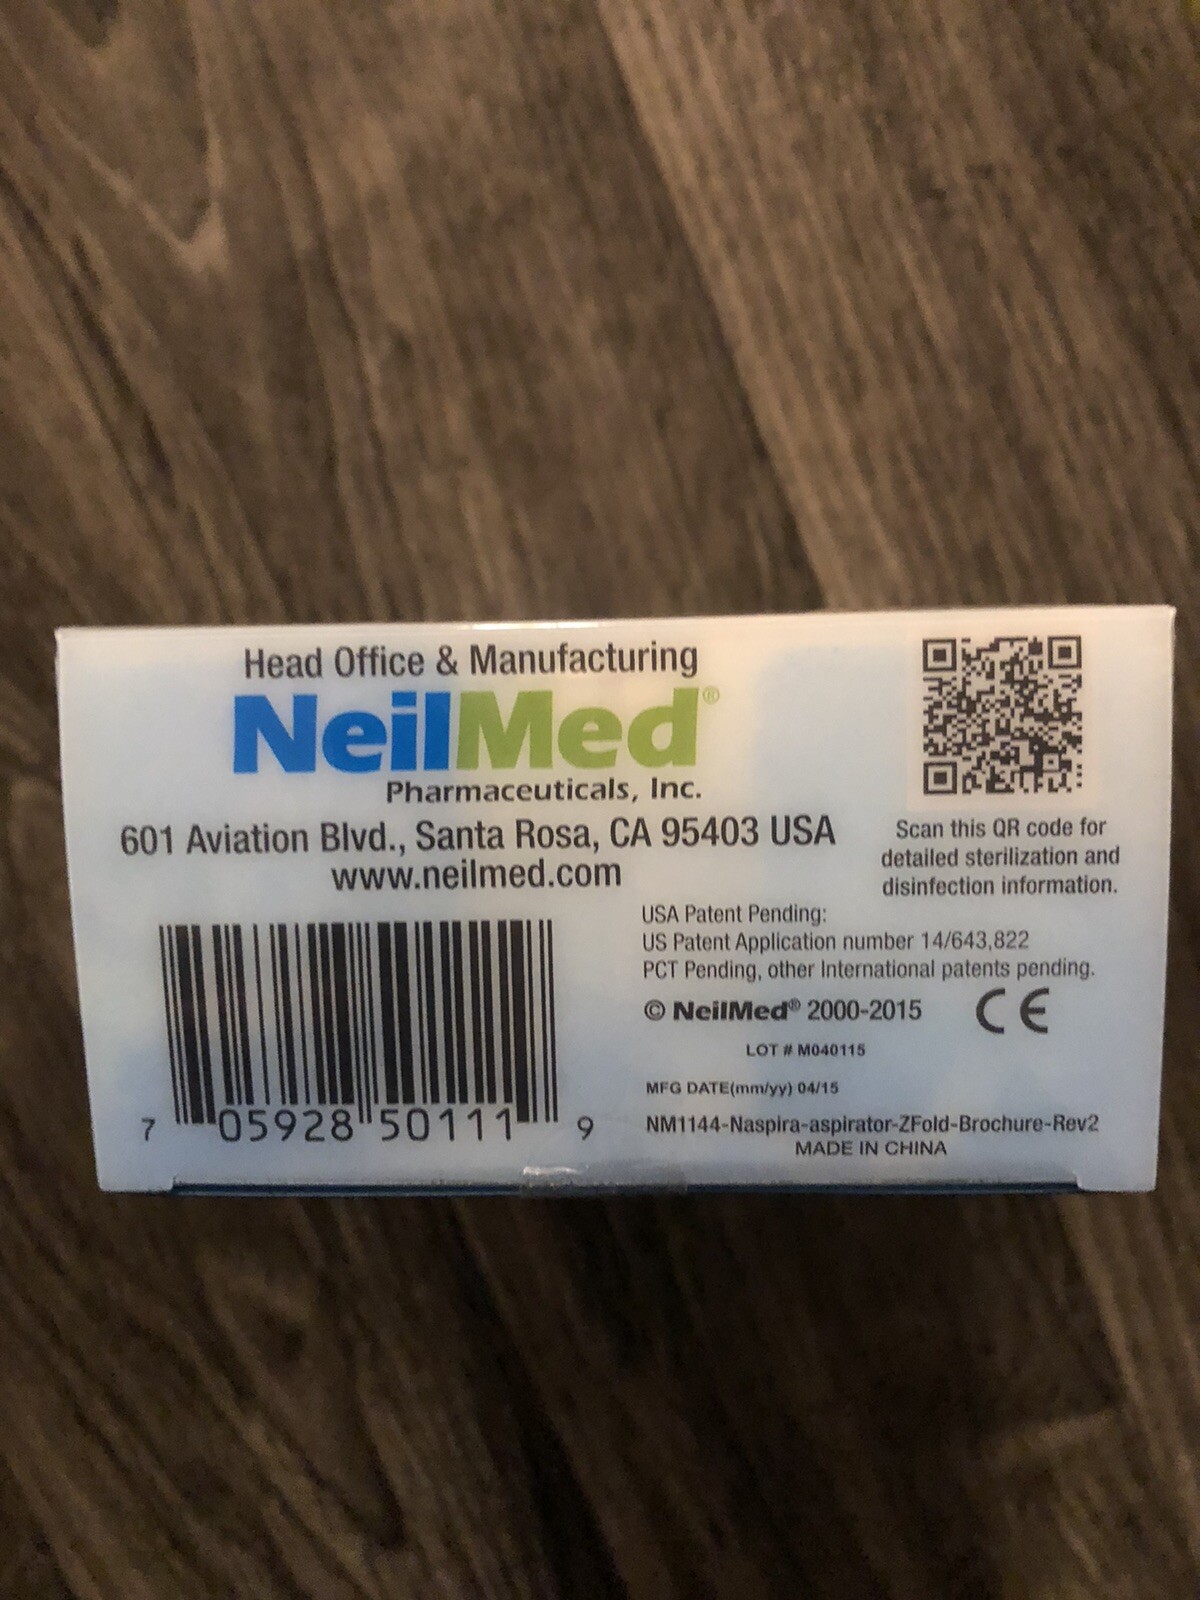 Head Office & Manufacturing
NeilMed®
Pharmaceuticals, Inc.
601 Aviation Blvd., Santa Rosa, CA 95403 USA
www.neilmed.com
Scan this QR code for
detailed sterilization and
disinfection information.
USA Patent Pending:
US Patent Application number 14/643,822
PCT Pending, other International patents pending.
© NeilMed® 2000-2015 CE
LOT # M040115
MFG DATE(mm/yy) 04/15
NM1144-Naspira-aspirator-ZFold-Brochure-Rev2
MADE IN CHINA
7 05928 50111 9